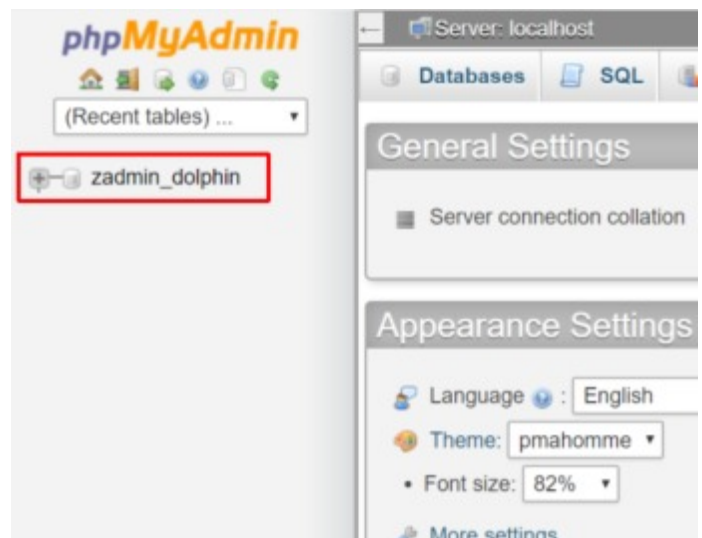 phpMyAdmin
(Recent tables) ...
zadmin_dolphin
Server: localhost
Databases SQL
General Settings
Server connection collation
Appearance Settings
Language : English
Theme: pmahomme
• Font size: 82%
More settings